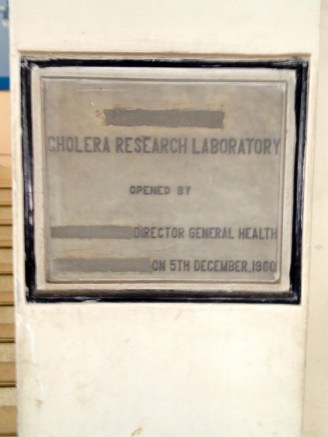 CHOLERA RESEARCH LABORATORY
OPENED BY
DIRECTOR GENERAL HEALTH
ON 5TH DECEMBER, 1960